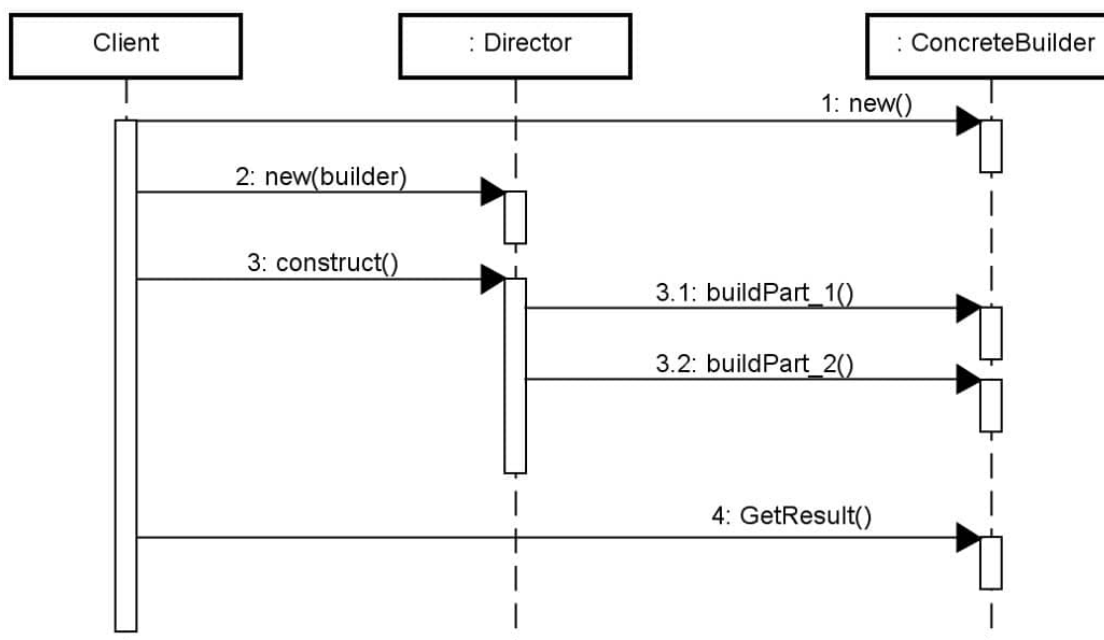 Client
: Director
: ConcreteBuilder
1: new()
2: new(builder)
3: construct()
3.1: buildPart_1()
3.2: buildPart_2()
4: GetResult()